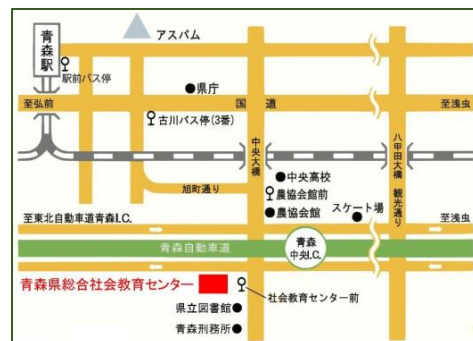 青森駅
アスパム
駅前バス停
県庁
至弘前
国道
至浅虫
古川バス停(3番)
中央大橋
八甲田大橋 観光通り
中央高校
旭町通り
農協会館前
農協会館
スケート場
至東北自動車道青森I.C.
至浅虫
青森自動車道
青森
中央I.C.
青森県総合社会教育センター
社会教育センター前
県立図書館
青森刑務所